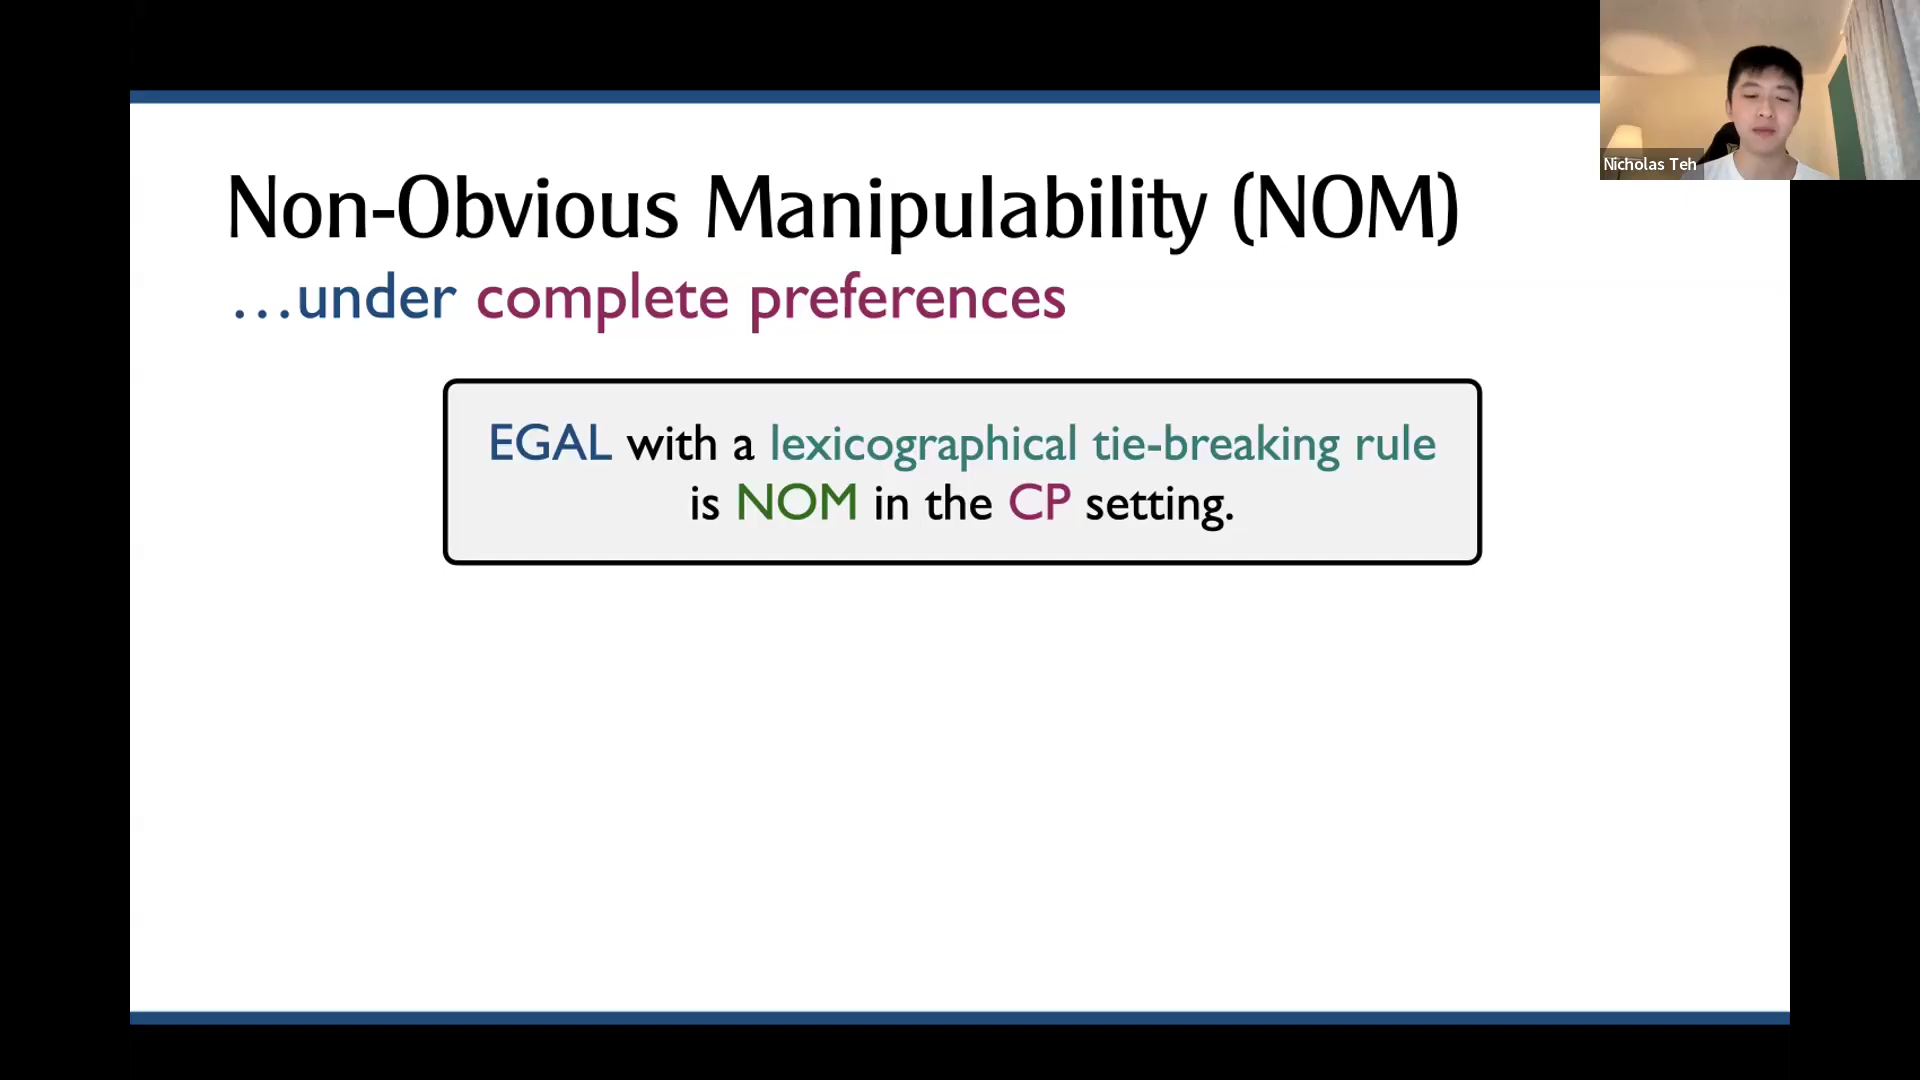 Nicholas Teh
Non-Obvious Manipulability (NOM)
…under complete preferences
EGAL with a lexicographical tie-breaking rule
is NOM in the CP setting.